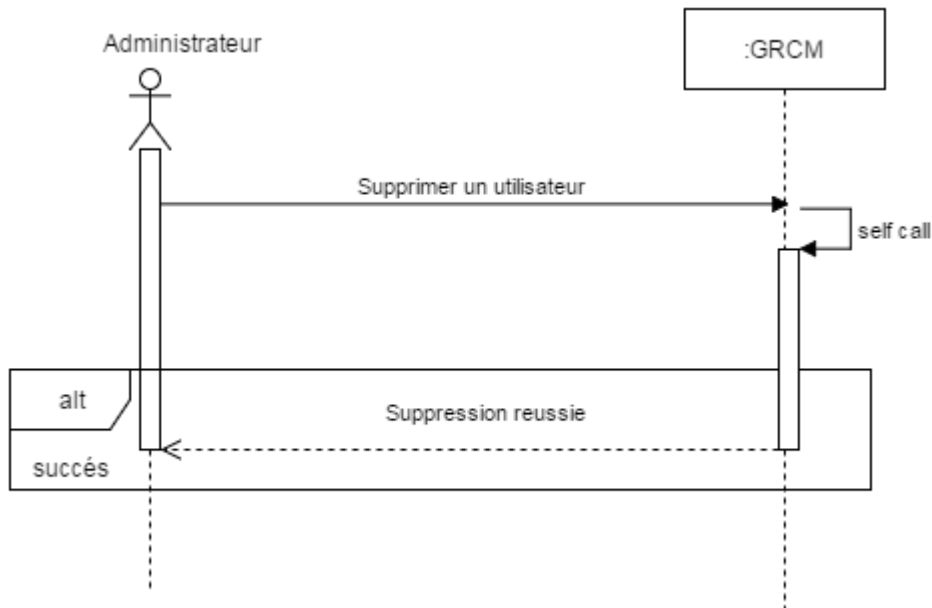 Administrateur
:GRCM
Supprimer un utilisateur
self call
alt
Suppression reussie
succés